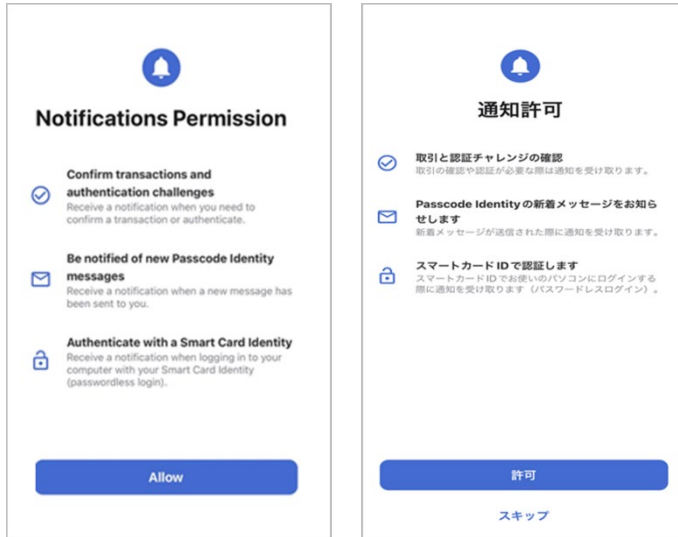 Notifications Permission
Confirm transactions and
authentication challenges
Receive a notification when you need to
confirm a transaction or authenticate.
Be notified of new Passcode Identity
messages
Receive a notification when a new message has
been sent to you.
Authenticate with a Smart Card Identity
Receive a notification when logging in to your
computer with your Smart Card Identity
(passwordless login).
Allow
通知許可
取引と認証チャレンジの確認
取引の確認や認証が必要な際は通知を受け取ります。
Passcode Identityの新着メッセージをお知ら
せします
新着メッセージが送信された際に通知を受け取ります。
スマートカードIDで認証します
スマートカードIDでお使いのパソコンにログインする
際に通知を受け取ります（パスワードレスログイン）。
許可
スキップ